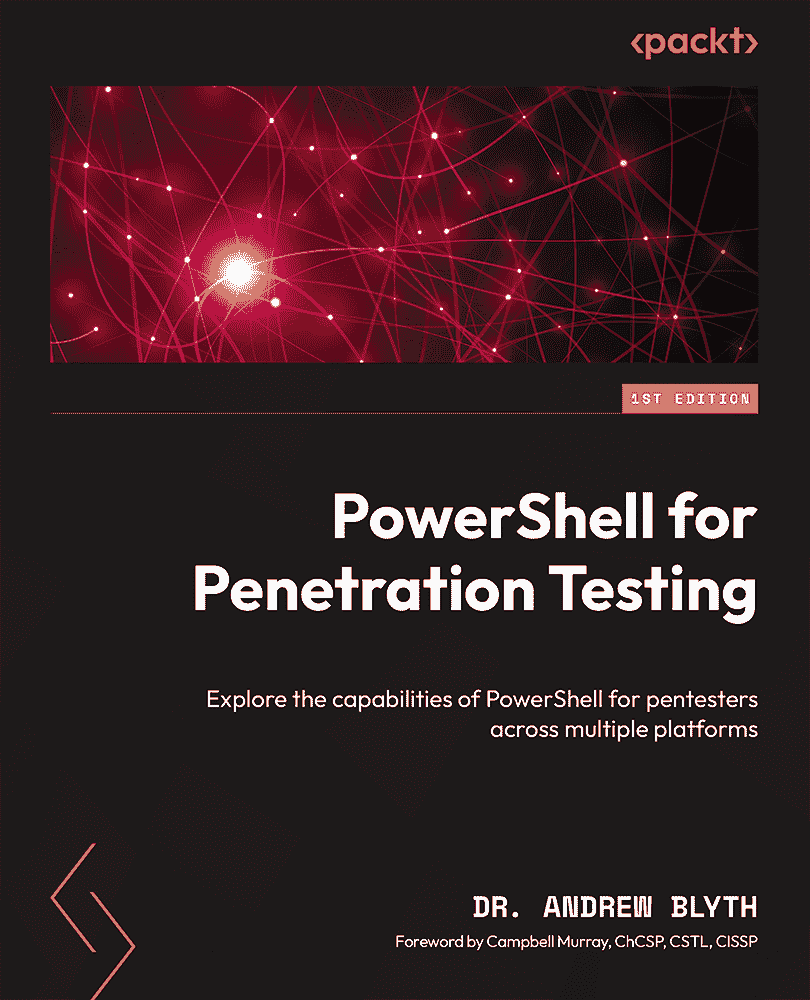 <packt>
1ST EDITION
PowerShell for
Penetration Testing
Explore the capabilities of PowerShell for pentesters
across multiple platforms
DR. ANDREW BLYTH
Foreword by Campbell Murray, ChCSP, CSTL, CISSP